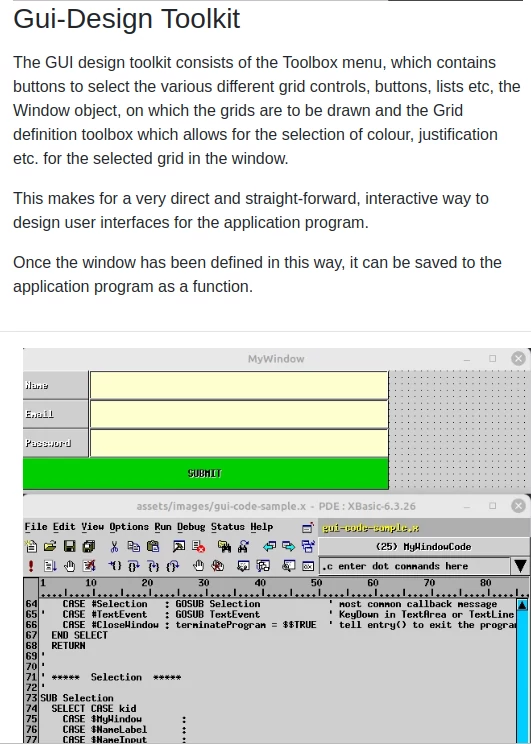 Gui-Design Toolkit
The GUI design toolkit consists of the Toolbox menu, which contains
buttons to select the various different grid controls, buttons, lists etc, the
Window object, on which the grids are to be drawn and the Grid
definition toolbox which allows for the selection of colour, justification
etc. for the selected grid in the window.
This makes for a very direct and straight-forward, interactive way to
design user interfaces for the application program.
Once the window has been defined in this way, it can be saved to the
application program as a function.
MyWindow
Name
Email
Password
SUBMIT
assets/images/gui-code-sample.x - PDE : XBasic-6.3.26
File Edit View Options Run Debug Status Help
gui-code-sample.x
(25) MyWindowCode
.c enter dot commands here
1 10 20 30 40 50 60 70 80
64 CASE #Selection : GOSUB Selection ' most common callback message
65 ' CASE #TextEvent : GOSUB TextEvent ' KeyDown in TextArea or TextLine
66 CASE #CloseWindow : terminateProgram = $$TRUE ' tell entry() to exit the program
67 END SELECT
68 RETURN
69 '
70 '
71 ' ***** Selection *****
72 '
73 SUB Selection
74 SELECT CASE kid
75 CASE $MyWindow :
76 CASE $NameLabel :
77 CASE $NameInput :